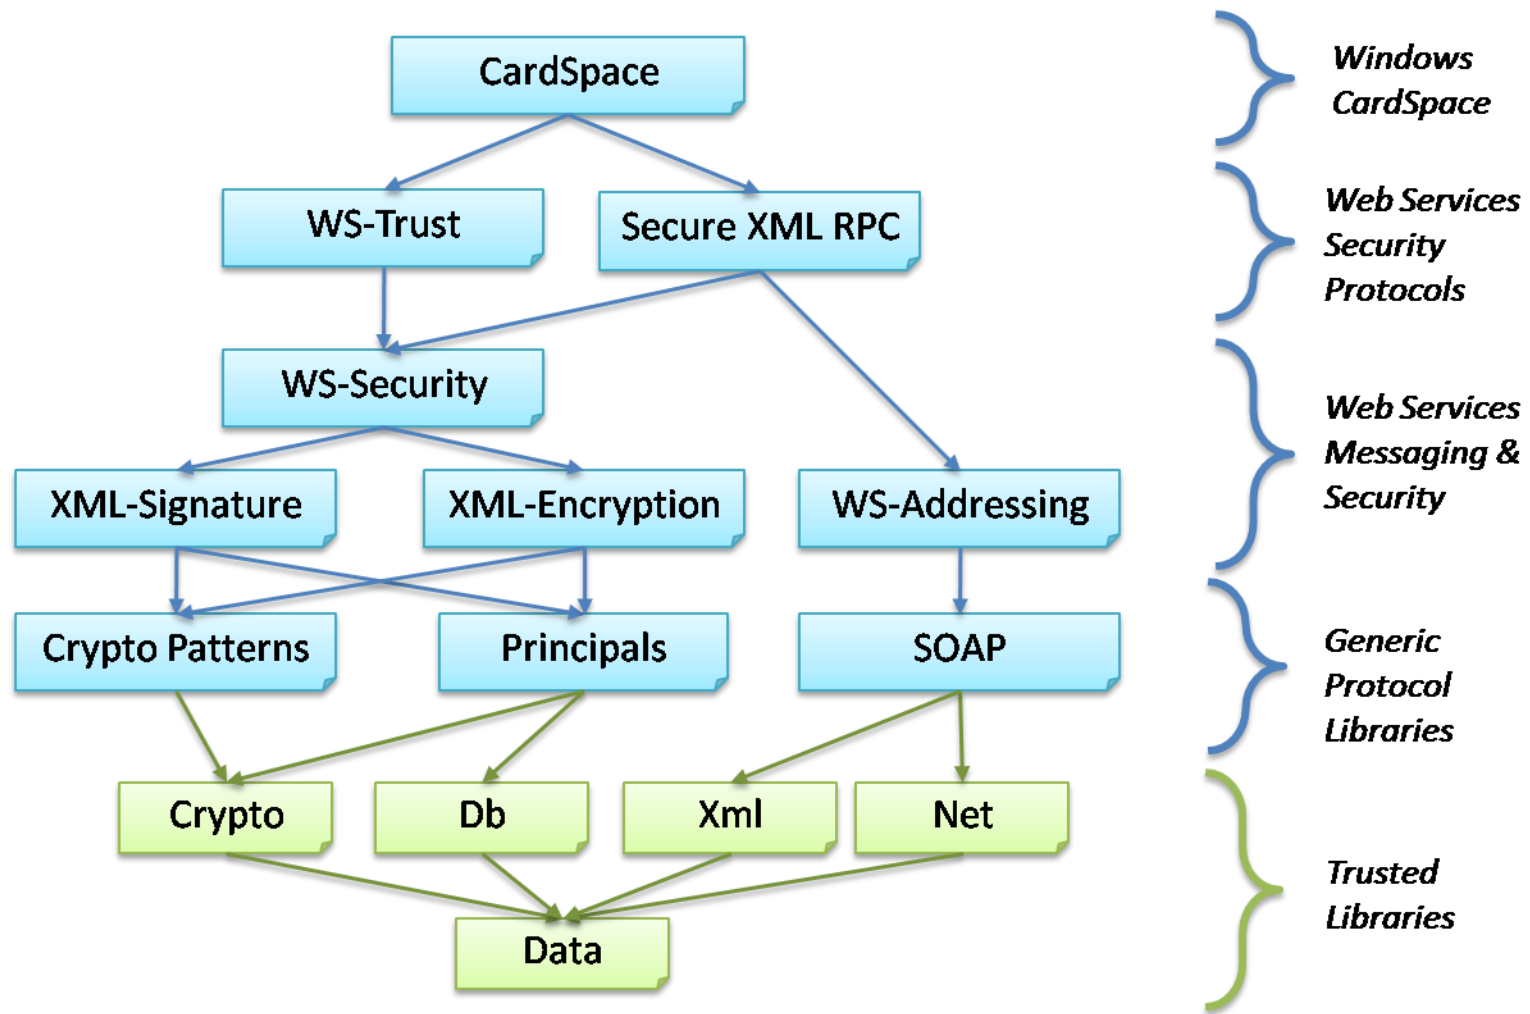 CardSpace
Windows
CardSpace
WS-Trust
Secure XML RPC
Web Services
Security
Protocols
WS-Security
Web Services
Messaging &
Security
XML-Signature
XML-Encryption
WS-Addressing
Crypto Patterns
Principals
SOAP
Generic
Protocol
Libraries
Crypto
Db
Xml
Net
Trusted
Libraries
Data